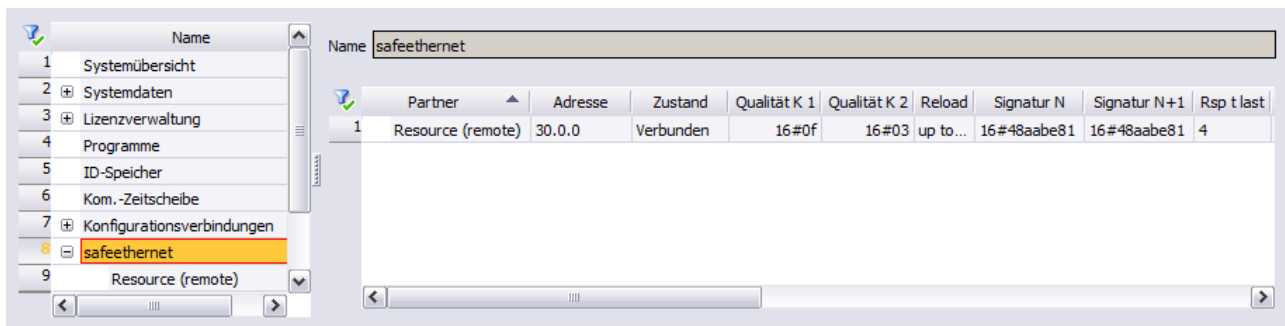 Name
1 Systemübersicht
2 Systemdaten
3 Lizenzverwaltung
4 Programme
5 ID-Speicher
6 Kom.-Zeitscheibe
7 Konfigurationsverbindungen
8 safeethernet
9 Resource (remote)
Name safeethernet
Partner Adresse Zustand Qualität K 1 Qualität K 2 Reload Signatur N Signatur N+1 Rsp t last
1 Resource (remote) 30.0.0 Verbunden 16#0f 16#03 up to... 16#48aabe81 16#48aabe81 4